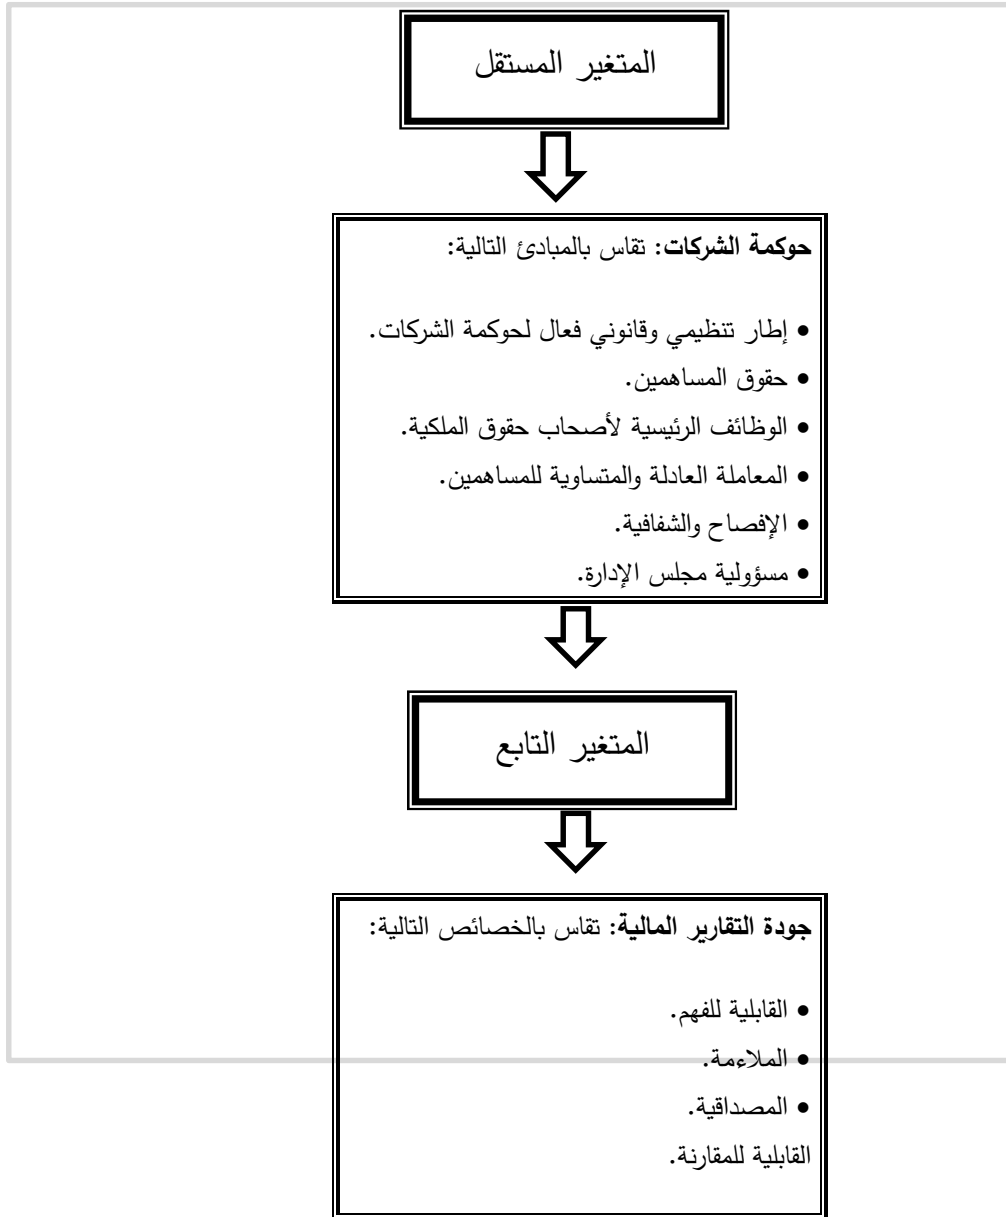 المتغير المستقل
حوكمة الشركات: تقاس بالمبادئ التالية:
• إطار تنظيمي وقانوني فعال لحوكمة الشركات.
• حقوق المساهمين.
• الوظائف الرئيسية لأصحاب حقوق الملكية.
• المعاملة العادلة والمتساوية للمساهمين.
• الإفصاح والشفافية.
• مسؤولية مجلس الإدارة.
المتغير التابع
جودة التقارير المالية: تقاس بالخصائص التالية:
• القابلية للفهم.
• الملاءمة.
• المصداقية.
القابلية للمقارنة.